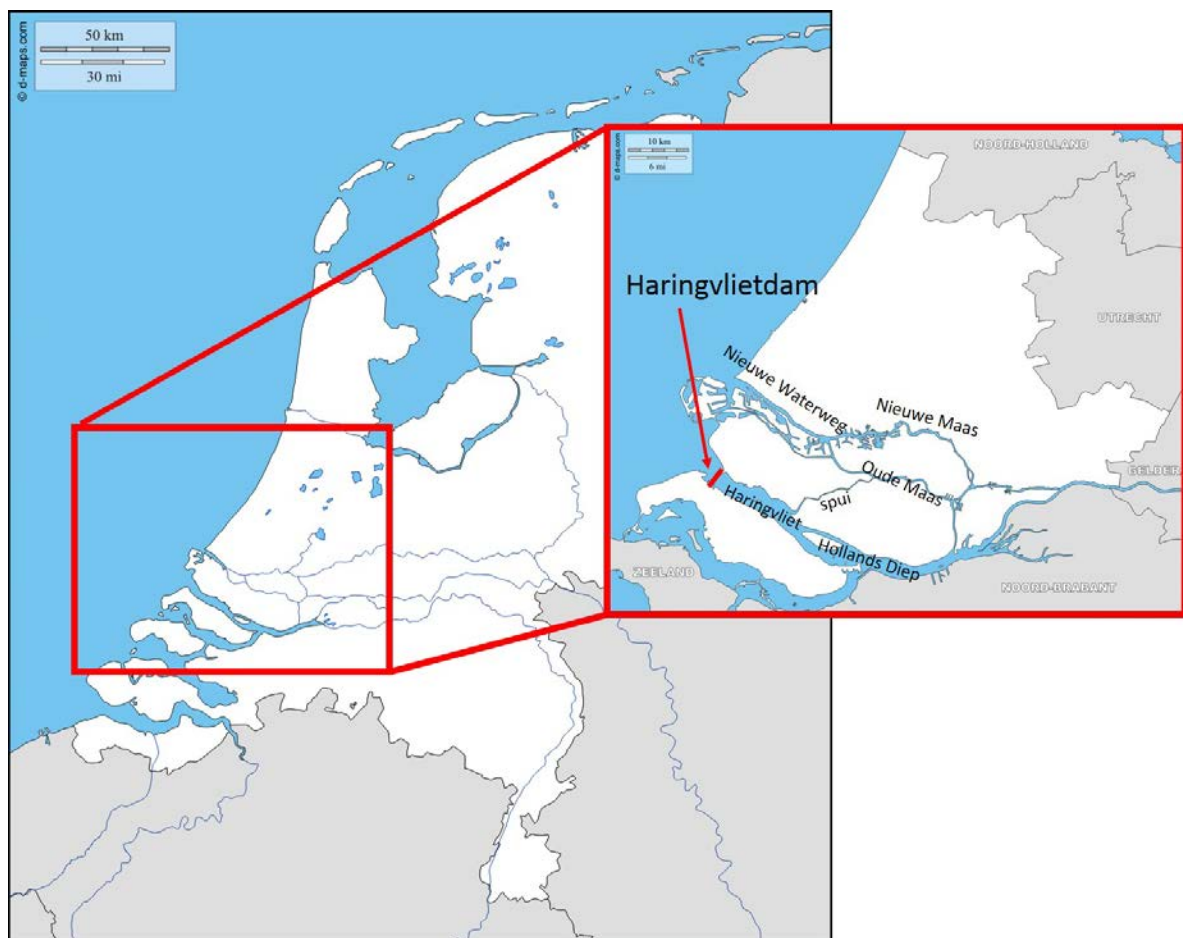 50 km
30 mi
© d-maps.com
10 km
6 mi
© d-maps.com
NOORD-HOLLAND
Haringvlietdam
UTRECHT
Nieuwe Waterweg
Nieuwe Maas
GELDER
Oude Maas
spui
Haringvliet
Hollands Diep
ZEELAND
NOORD-BRABANT